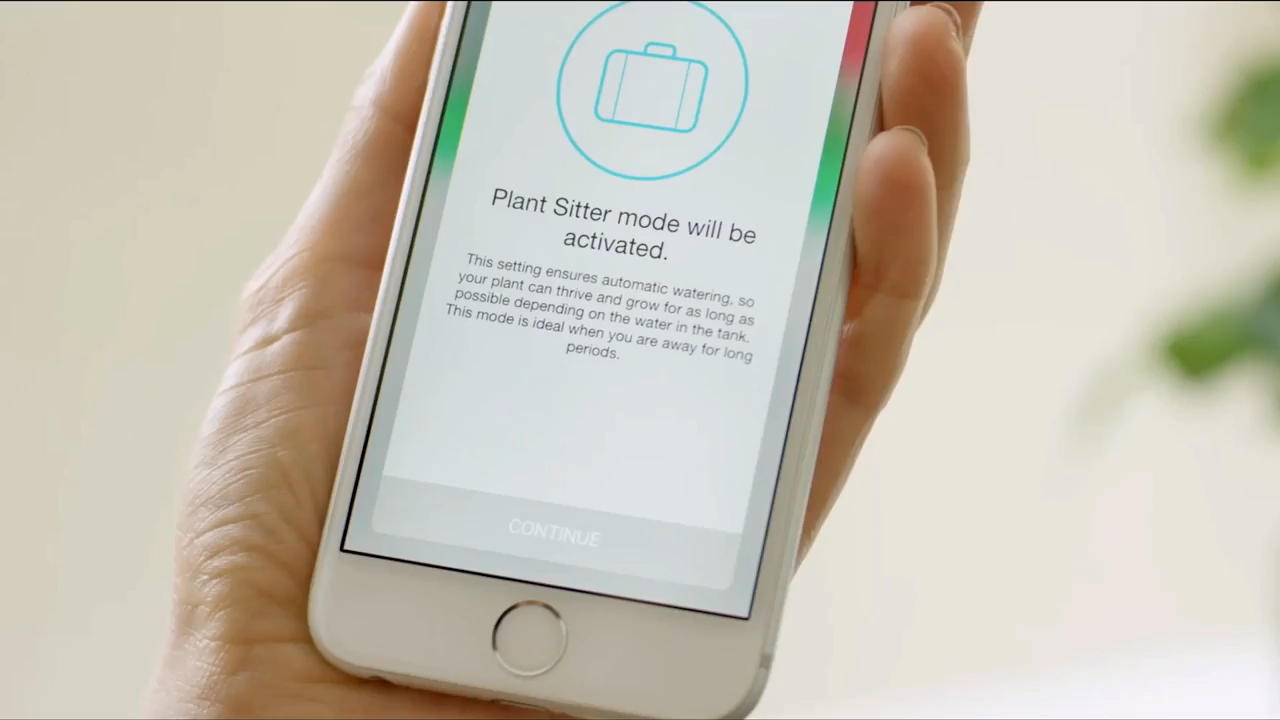 Plant Sitter mode will be
activated.
This setting ensures automatic watering, so
your plant can thrive and grow for as long as
possible depending on the water in the tank.
This mode is ideal when you are away for long
periods.
CONTINUE